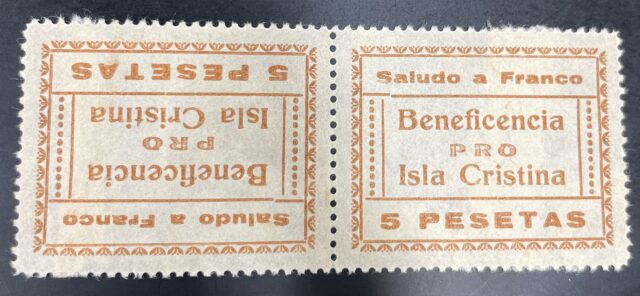 Saludo a Franco
Beneficencia
PRO
Isla Cristina
5 PESETAS
Saludo a Franco
Beneficencia
PRO
Isla Cristina
5 PESETAS